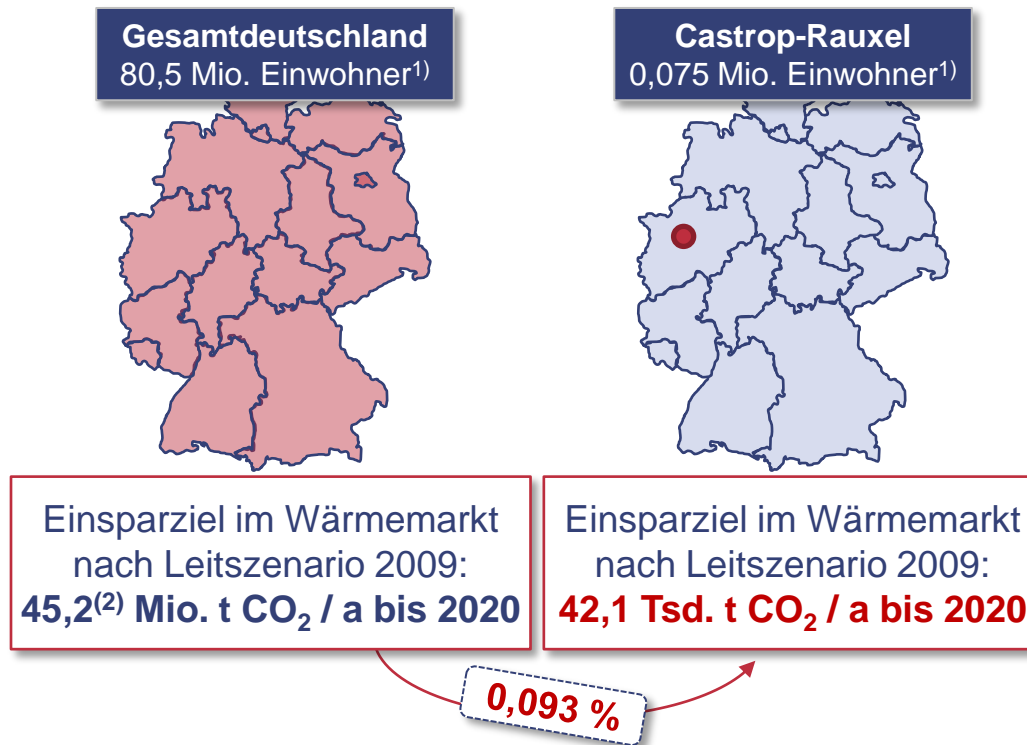 Gesamtdeutschland
80,5 Mio. Einwohner¹⁾
Castrop-Rauxel
0,075 Mio. Einwohner¹⁾
Einsparziel im Wärmemarkt
nach Leitszenario 2009:
45,2⁽²⁾ Mio. t CO₂ / a bis 2020
Einsparziel im Wärmemarkt
nach Leitszenario 2009:
42,1 Tsd. t CO₂ / a bis 2020
0,093 %